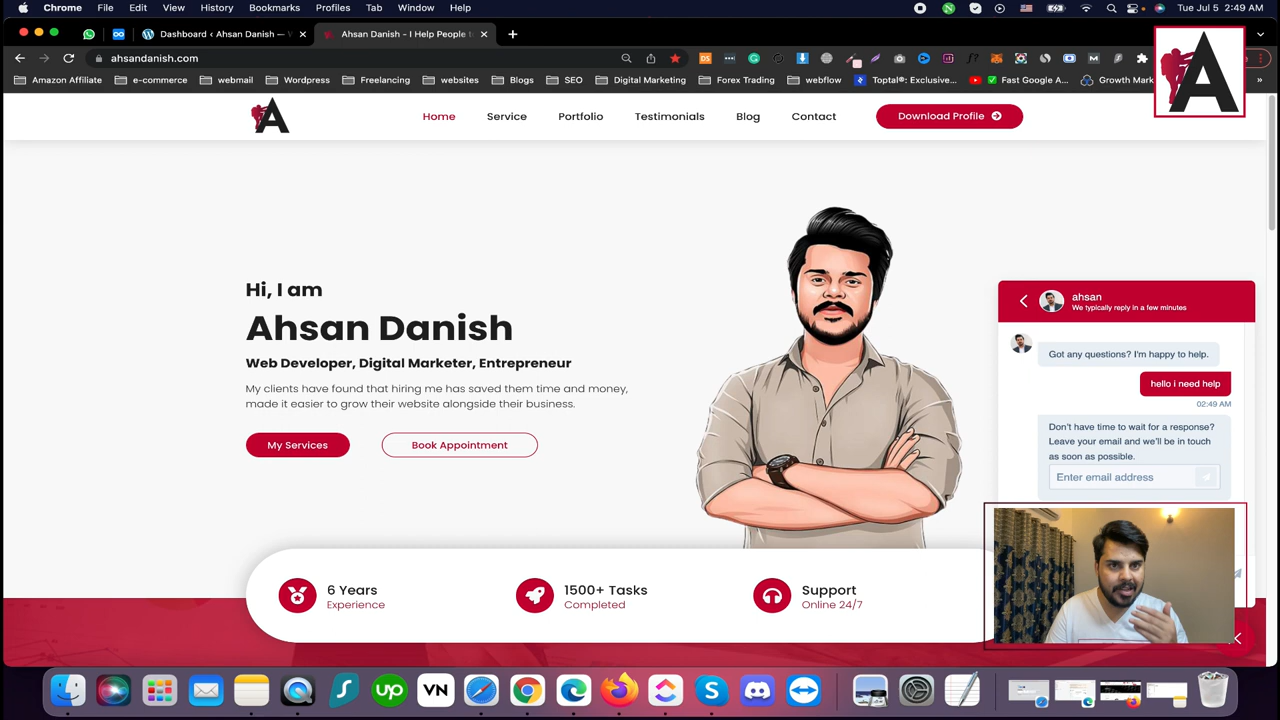 Chrome File Edit View History Bookmarks Profiles Tab Window Help Tue Jul 5 2:49 AM
Dashboard ‹ Ahsan Danish — Ahsan Danish - I Help People
ahsandanish.com
Amazon Affiliate e-commerce webmail Wordpress Freelancing websites Blogs SEO Digital Marketing Forex Trading webflow Toptal®: Exclusive... Fast Google A... Growth
A
A
Home Service Portfolio Testimonials Blog Contact Download Profile
Hi, I am
Ahsan Danish
Web Developer, Digital Marketer, Entrepreneur
My clients have found that hiring me has saved them time and money,
made it easier to grow their website alongside their business.
My Services Book Appointment
6 Years
Experience
1500+ Tasks
Completed
Support
Online 24/7
ahsan
We typically reply in a few minutes
Got any questions? I'm happy to help.
hello i need help
02:49 AM
Don't have time to wait for a response?
Leave your email and we'll be in touch
as soon as possible.
Enter email address
up VN